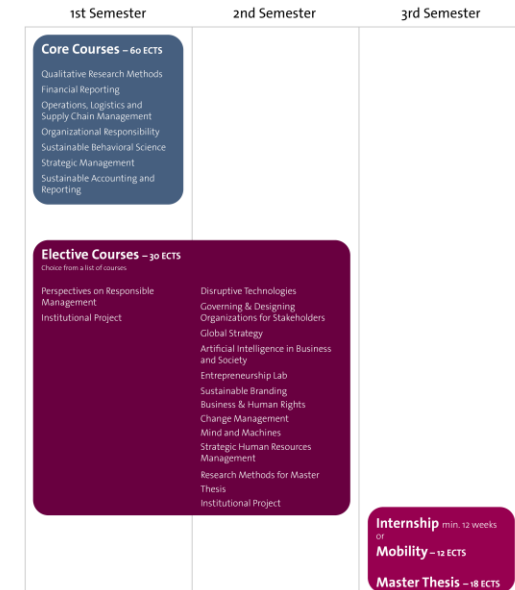 1st Semester
2nd Semester
3rd Semester
Core Courses – 60 ECTS
Qualitative Research Methods
Financial Reporting
Operations, Logistics and
Supply Chain Management
Organizational Responsibility
Sustainable Behavioral Science
Strategic Management
Sustainable Accounting and
Reporting
Elective Courses – 30 ECTS
Choice from a list of courses
Perspectives on Responsible
Management
Institutional Project
Disruptive Technologies
Governing & Designing
Organizations for Stakeholders
Global Strategy
Artificial Intelligence in Business
and Society
Entrepreneurship Lab
Sustainable Branding
Business & Human Rights
Change Management
Mind and Machines
Strategic Human Resources
Management
Research Methods for Master
Thesis
Institutional Project
Internship min. 12 weeks
or
Mobility – 12 ECTS
Master Thesis – 18 ECTS